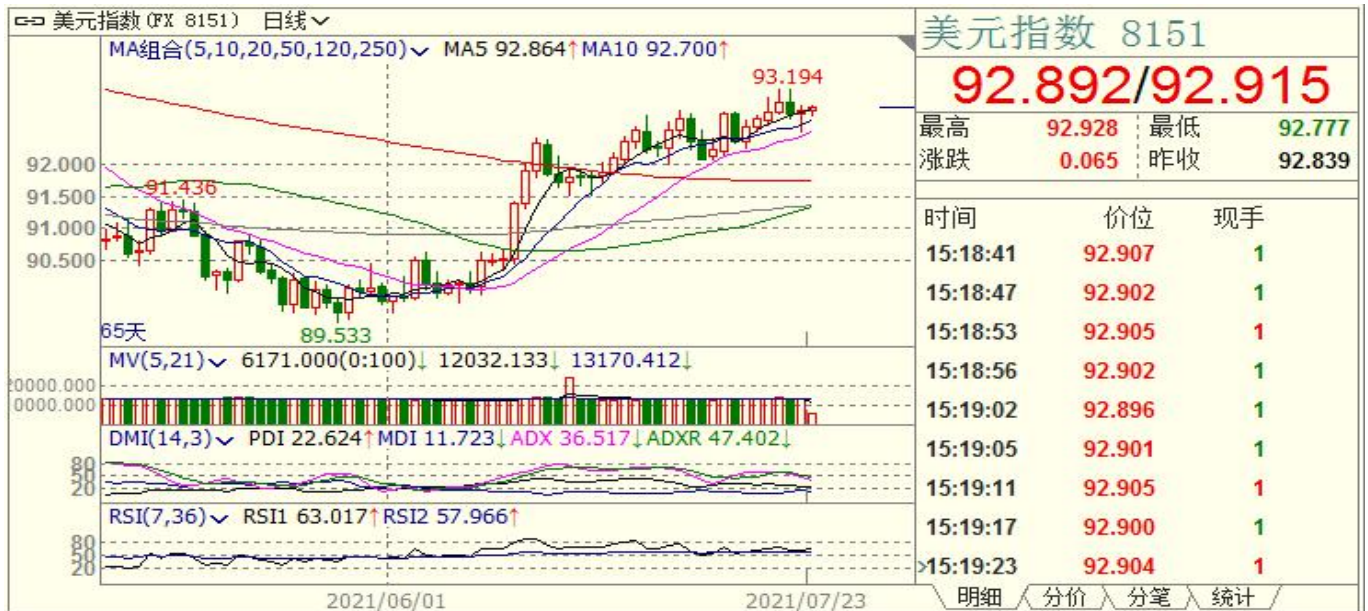 美元指数(FX 8151) 日线
MA组合(5,10,20,50,120,250) MA5 92.864↑MA10 92.700↑
93.194
92.000
91.500
91.436
91.000
90.500
65天
89.533
MV(5,21) 6171.000(0:100)↓ 12032.133↓ 13170.412↓
20000.000
0000.000
DMI(14,3) PDI 22.624↑MDI 11.723↓ADX 36.517↓ADXR 47.402↓
80
50
20
RSI(7,36) RSI1 63.017↑RSI2 57.966↑
80
50
20
2021/06/01 2021/07/23
美元指数 8151
92.892/92.915
最高 92.928 最低 92.777
涨跌 0.065 昨收 92.839
时间 价位 现手
15:18:41 92.907 1
15:18:47 92.902 1
15:18:53 92.905 1
15:18:56 92.902 1
15:19:02 92.896 1
15:19:05 92.901 1
15:19:11 92.905 1
15:19:17 92.900 1
>15:19:23 92.904 1
明细 分价 分笔 统计